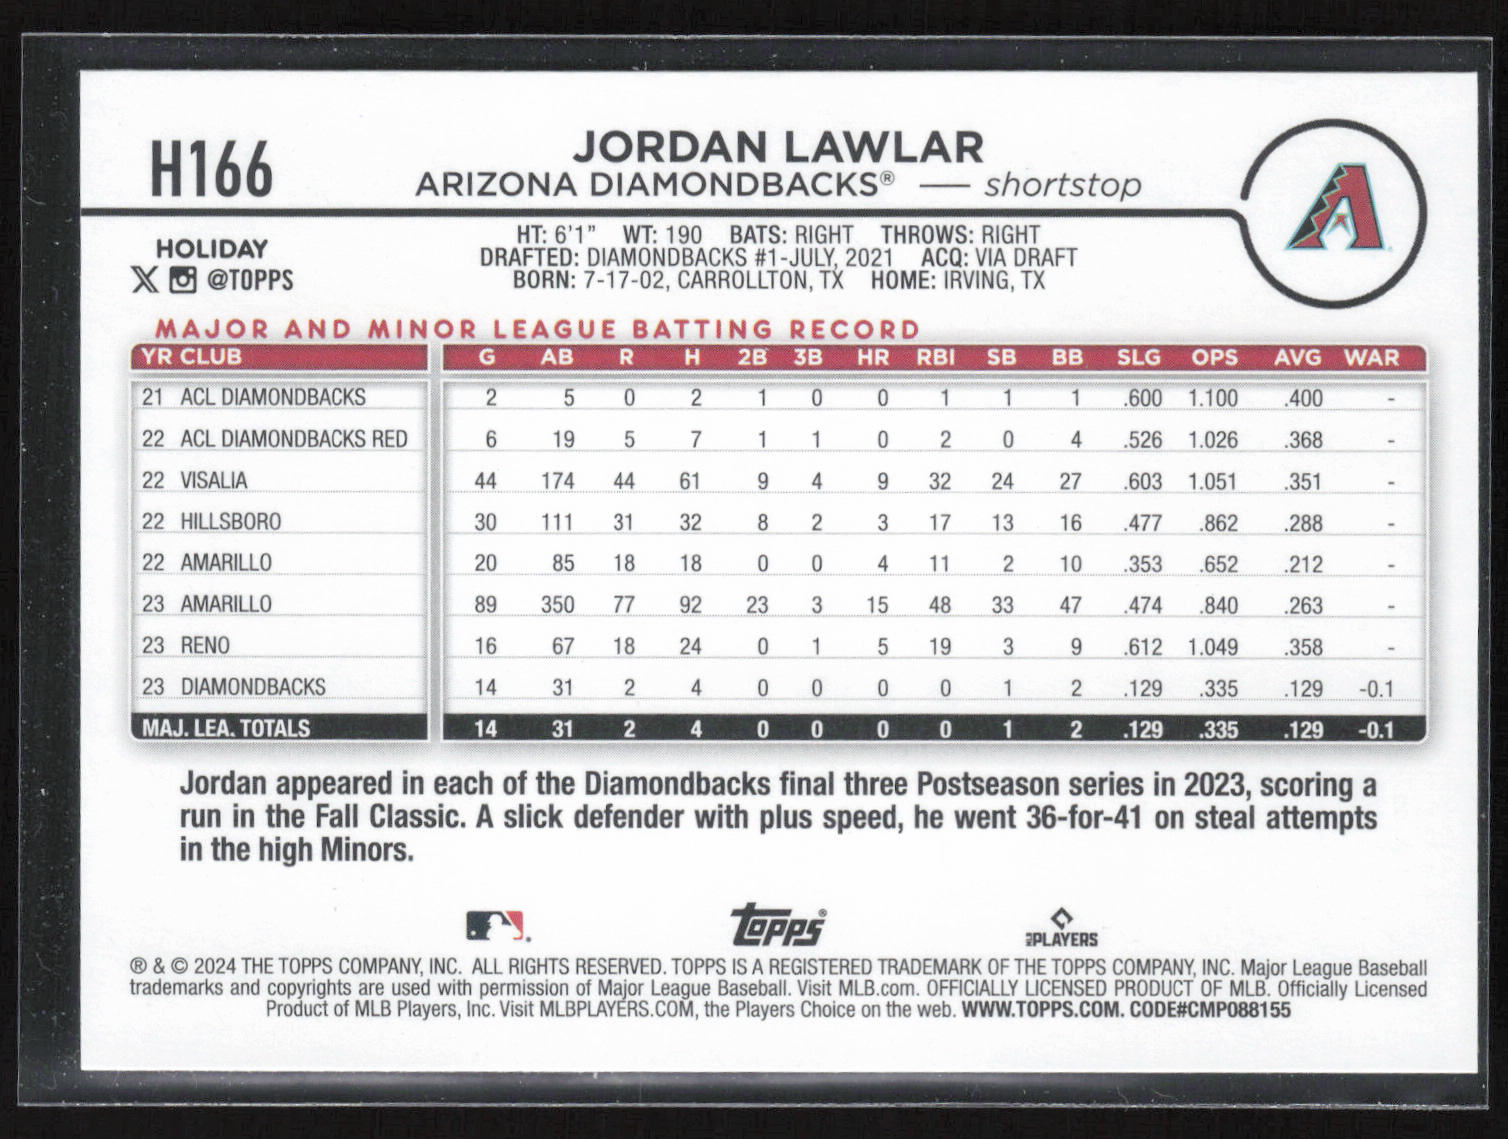 H166
JORDAN LAWLAR
ARIZONA DIAMONDBACKS® — shortstop
HOLIDAY
@TOPPS
HT: 6'1" WT: 190 BATS: RIGHT THROWS: RIGHT
DRAFTED: DIAMONDBACKS #1-JULY, 2021 ACQ: VIA DRAFT
BORN: 7-17-02, CARROLLTON, TX HOME: IRVING, TX
MAJOR AND MINOR LEAGUE BATTING RECORD
YR CLUB G AB R H 2B 3B HR RBI SB BB SLG OPS AVG WAR
21 ACL DIAMONDBACKS 2 5 0 2 1 0 0 1 1 1 .600 1.100 .400 -
22 ACL DIAMONDBACKS RED 6 19 5 7 1 1 0 2 0 4 .526 1.026 .368 -
22 VISALIA 44 174 44 61 9 4 9 32 24 27 .603 1.051 .351 -
22 HILLSBORO 30 111 31 32 8 2 3 17 13 16 .477 .862 .288 -
22 AMARILLO 20 85 18 18 0 0 4 11 2 10 .353 .652 .212 -
23 AMARILLO 89 350 77 92 23 3 15 48 33 47 .474 .840 .263 -
23 RENO 16 67 18 24 0 1 5 19 3 9 .612 1.049 .358 -
23 DIAMONDBACKS 14 31 2 4 0 0 0 0 1 2 .129 .335 .129 -0.1
MAJ. LEA. TOTALS 14 31 2 4 0 0 0 0 1 2 .129 .335 .129 -0.1
Jordan appeared in each of the Diamondbacks final three Postseason series in 2023, scoring a
run in the Fall Classic. A slick defender with plus speed, he went 36-for-41 on steal attempts
in the high Minors.
Topps®
MLB PLAYERS
® & © 2024 THE TOPPS COMPANY, INC. ALL RIGHTS RESERVED. TOPPS IS A REGISTERED TRADEMARK OF THE TOPPS COMPANY, INC. Major League Baseball
trademarks and copyrights are used with permission of Major League Baseball. Visit MLB.com. OFFICIALLY LICENSED PRODUCT OF MLB. Officially Licensed
Product of MLB Players, Inc. Visit MLBPLAYERS.COM, the Players Choice on the web. WWW.TOPPS.COM. CODE#CMP088155